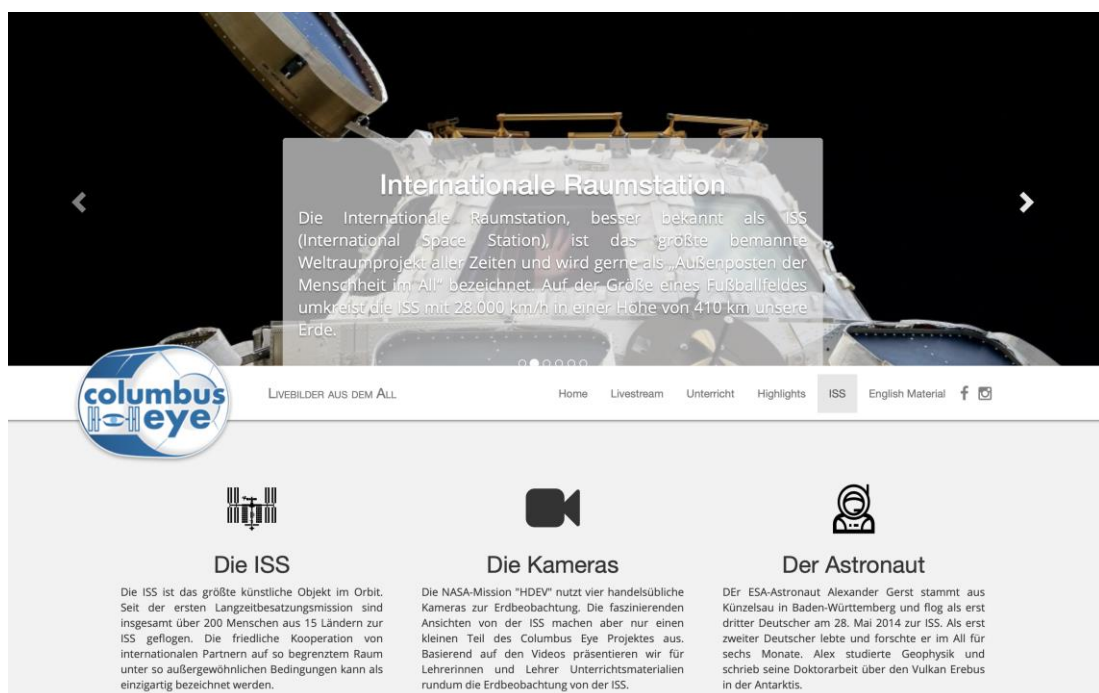 Internationale Raumstation
Die Internationale Raumstation, besser bekannt als ISS
(International Space Station), ist das größte bemannte
Weltraumprojekt aller Zeiten und wird gerne als „Außenposten der
Menschheit im All“ bezeichnet. Auf der Größe eines Fußballfeldes
umkreist die ISS mit 28.000 km/h in einer Höhe von 410 km unsere
Erde.
columbus
eye
Livebilder aus dem All
Home Livestream Unterricht Highlights ISS English Material
Die ISS
Die ISS ist das größte künstliche Objekt im Orbit.
Seit der ersten Langzeitbesatzungsmission sind
insgesamt über 200 Menschen aus 15 Ländern zur
ISS geflogen. Die friedliche Kooperation von
internationalen Partnern auf so begrenztem Raum
unter so außergewöhnlichen Bedingungen kann als
einzigartig bezeichnet werden.
Die Kameras
Die NASA-Mission "HDEV" nutzt vier handelsübliche
Kameras zur Erdbeobachtung. Die faszinierenden
Ansichten von der ISS machen aber nur einen
kleinen Teil des Columbus Eye Projektes aus.
Basierend auf den Videos präsentieren wir für
Lehrerinnen und Lehrer Unterrichtsmaterialien
rundum die Erdbeobachtung von der ISS.
Der Astronaut
DEr ESA-Astronaut Alexander Gerst stammt aus
Künzelsau in Baden-Württemberg und flog als erst
dritter Deutscher am 28. Mai 2014 zur ISS. Als erst
zweiter Deutscher lebte und forschte er im All für
sechs Monate. Alex studierte Geophysik und
schrieb seine Doktorarbeit über den Vulkan Erebus
in der Antarktis.